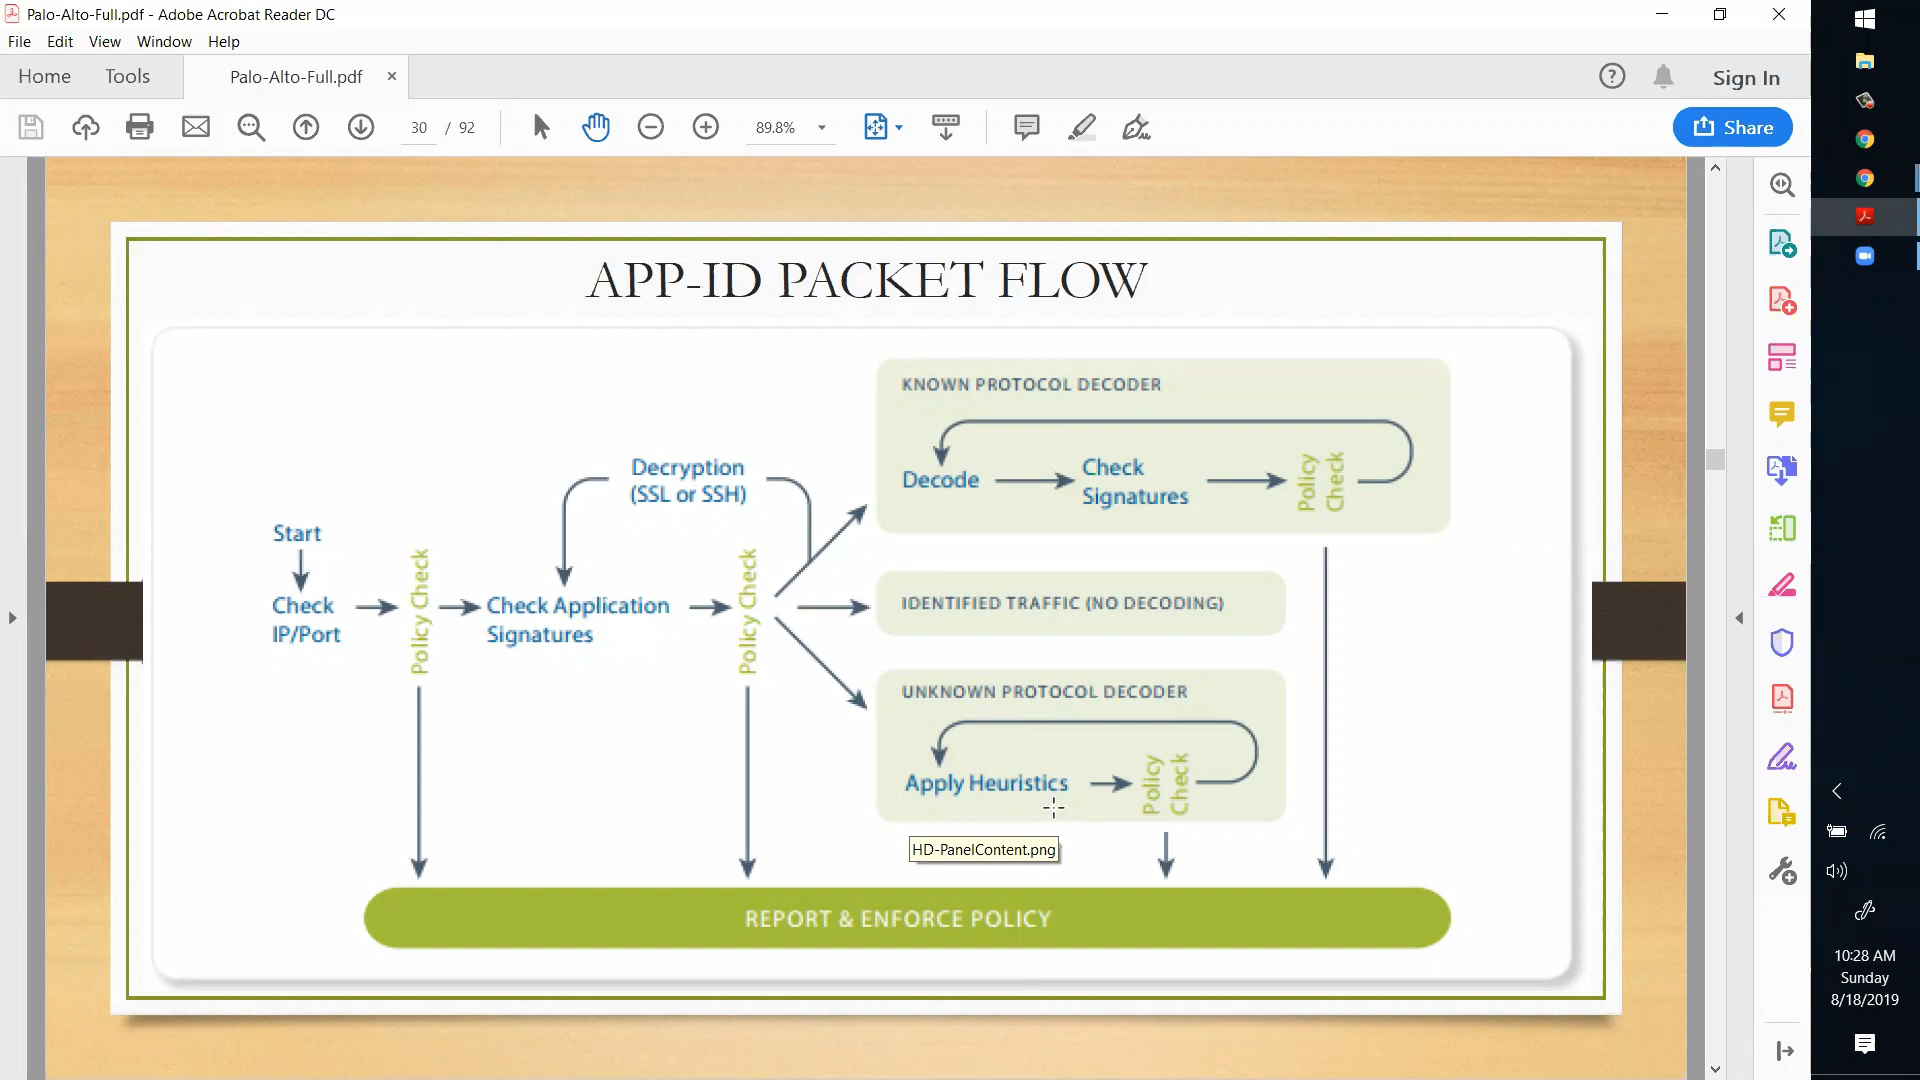 Palo-Alto-Full.pdf - Adobe Acrobat Reader DC
File Edit View Window Help
Home Tools Palo-Alto-Full.pdf × Sign In
30 / 92 89.8% Share
APP-ID PACKET FLOW
KNOWN PROTOCOL DECODER
Decode
Check
Signatures
Policy
Check
Decryption
(SSL or SSH)
Start
Check
IP/Port
Policy Check
Check Application
Signatures
Policy Check
IDENTIFIED TRAFFIC (NO DECODING)
UNKNOWN PROTOCOL DECODER
Apply Heuristics
Policy
Check
HD-PanelContent.png
REPORT & ENFORCE POLICY
10:28 AM
Sunday
8/18/2019